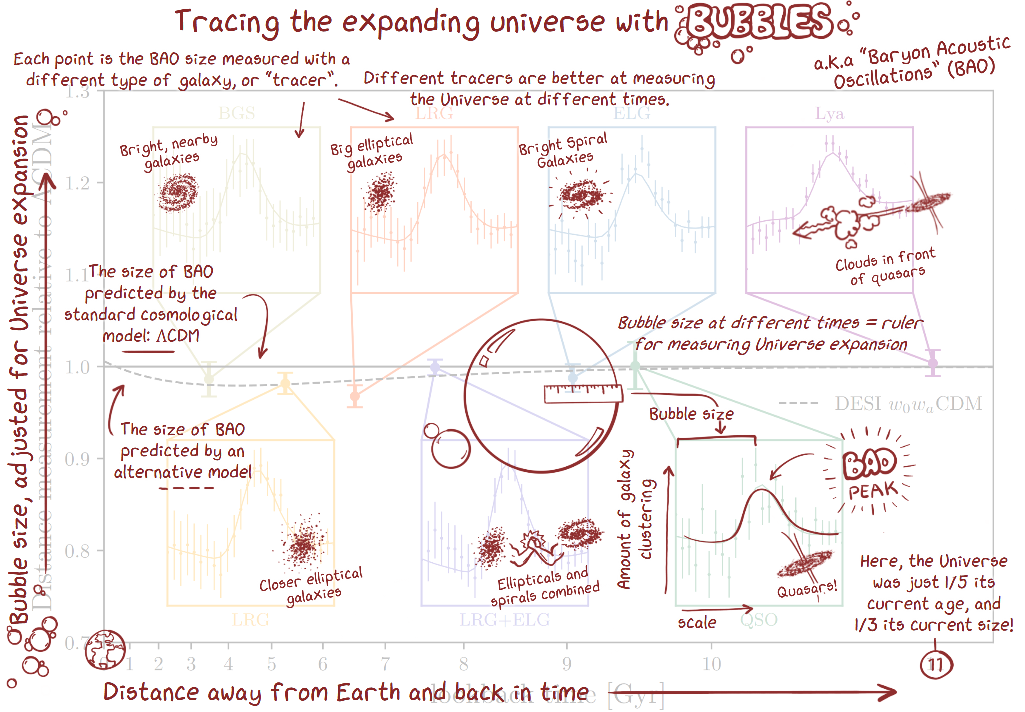 Tracing the expanding universe with BUBBLES
a.k.a "Baryon Acoustic
Oscillations" (BAO)
Each point is the BAO size measured with a
different type of galaxy, or "tracer".
Different tracers are better at measuring
the Universe at different times.
1.3
1.2
1.1
1.0
0.9
0.8
0.7
Bubble size, adjusted for Universe expansion
BGS
Bright, nearby
galaxies
LRG
Big elliptical
galaxies
ELG
Bright Spiral
Galaxies
Lya
Clouds in front
of quasars
The size of BAO
predicted by the
standard cosmological
model: ΛCDM
Bubble size at different times = ruler
for measuring Universe expansion
DESI w0waCDM
The size of BAO
predicted by an
alternative model
Closer elliptical
galaxies
LRG
Ellipticals and
spirals combined
LRG+ELG
Bubble size
Amount of galaxy
clustering
BAO
PEAK
Quasars!
scale
QSO
Here, the Universe
was just 1/5 its
current age, and
1/3 its current size!
1 2 3 4 5 6 7 8 9 10 11
Distance away from Earth and back in time
lookback time [Gyr]